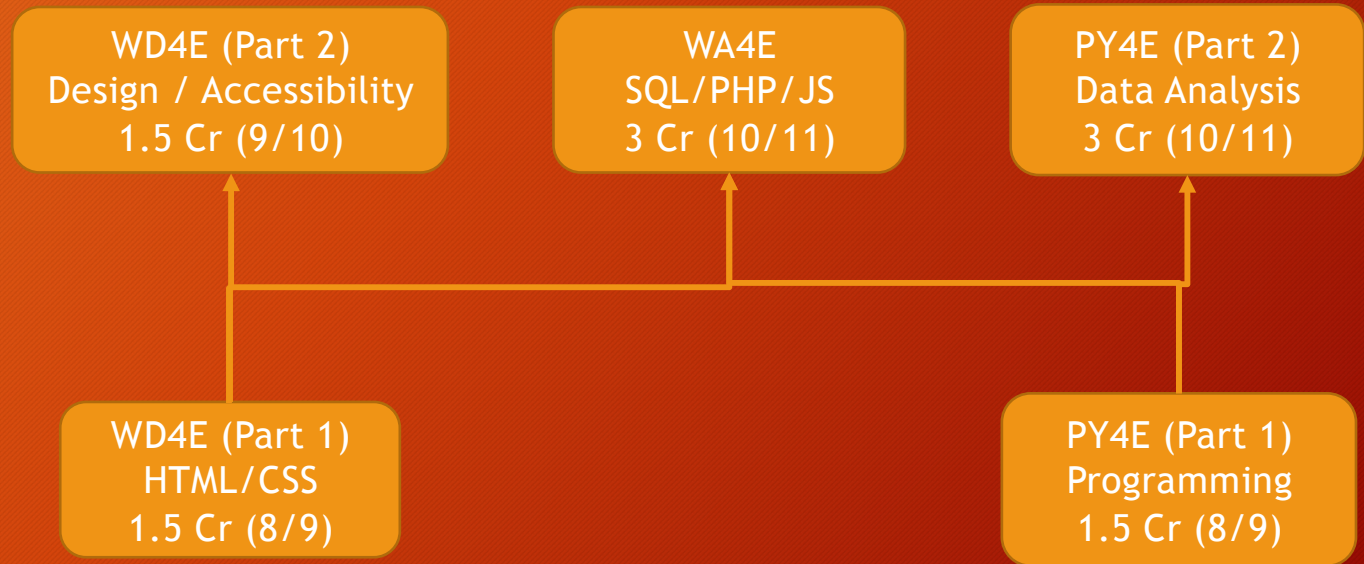 WD4E (Part 2)
Design / Accessibility
1.5 Cr (9/10)
WA4E
SQL/PHP/JS
3 Cr (10/11)
PY4E (Part 2)
Data Analysis
3 Cr (10/11)
WD4E (Part 1)
HTML/CSS
1.5 Cr (8/9)
PY4E (Part 1)
Programming
1.5 Cr (8/9)